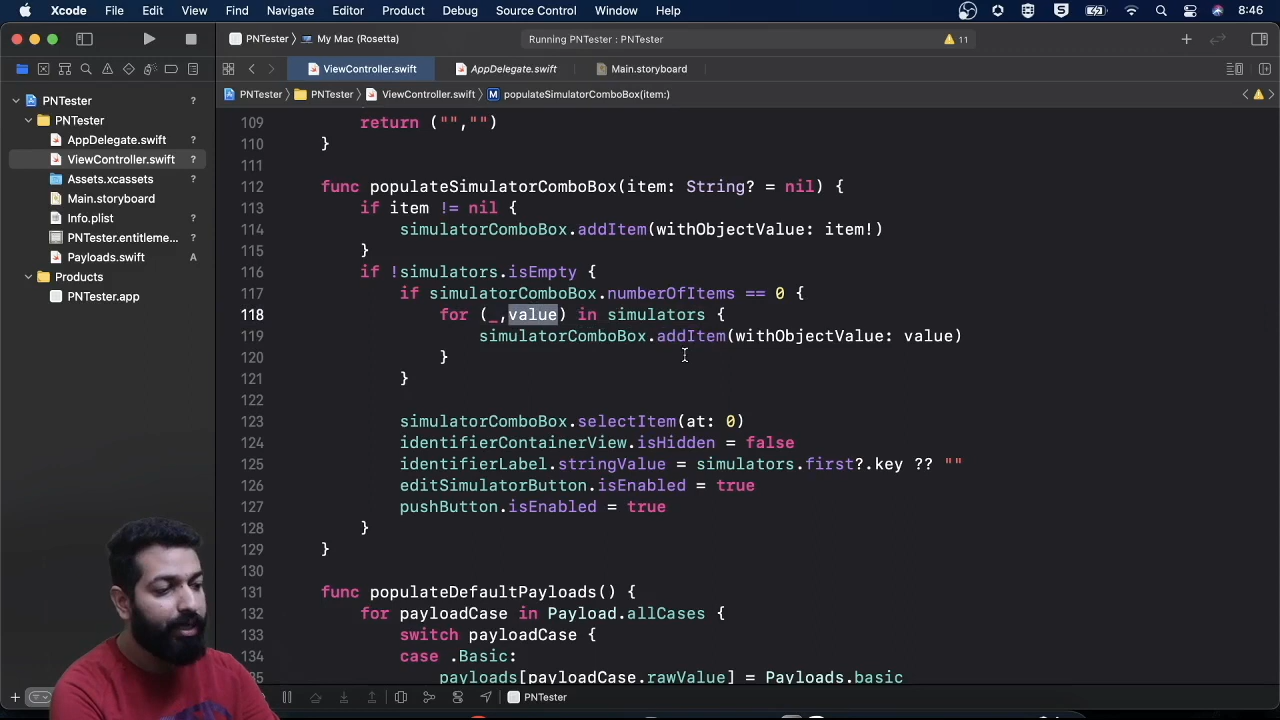 Xcode File Edit View Find Navigate Editor Product Debug Source Control Window Help 8:46
PNTester My Mac (Rosetta) Running PNTester : PNTester 11
ViewController.swift AppDelegate.swift Main.storyboard
PNTester PNTester ViewController.swift M populateSimulatorComboBox(item:)
PNTester ?
PNTester
AppDelegate.swift ?
ViewController.swift ?
Assets.xcassets ?
Main.storyboard ?
Info.plist ?
PNTester.entitleme... ?
Payloads.swift A
Products
PNTester.app
109 return ("","")
110 }
111
112 func populateSimulatorComboBox(item: String? = nil) {
113 if item != nil {
114 simulatorComboBox.addItem(withObjectValue: item!)
115 }
116 if !simulators.isEmpty {
117 if simulatorComboBox.numberOfItems == 0 {
118 for (_,value) in simulators {
119 simulatorComboBox.addItem(withObjectValue: value)
120 }
121 }
122
123 simulatorComboBox.selectItem(at: 0)
124 identifierContainerView.isHidden = false
125 identifierLabel.stringValue = simulators.first?.key ?? ""
126 editSimulatorButton.isEnabled = true
127 pushButton.isEnabled = true
128 }
129 }
130
131 func populateDefaultPayloads() {
132 for payloadCase in Payload.allCases {
133 switch payloadCase {
134 case .Basic:
135 payloads[payloadCase.rawValue] = Payloads.basic
PNTester